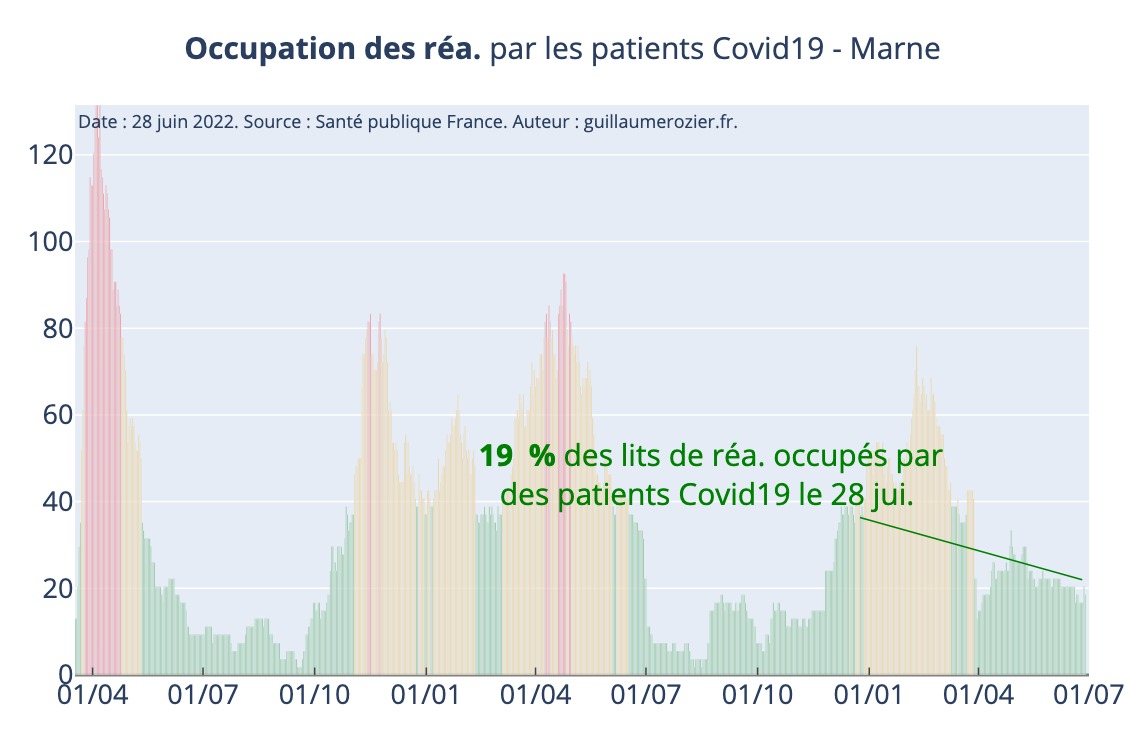 Occupation des réa. par les patients Covid19 - Marne
Date : 28 juin 2022. Source : Santé publique France. Auteur : guillaumerozier.fr.
120
100
80
60
19 % des lits de réa. occupés par
des patients Covid19 le 28 jui.
40
20
0
01/04 01/07 01/10 01/01 01/04 01/07 01/10 01/01 01/04 01/07